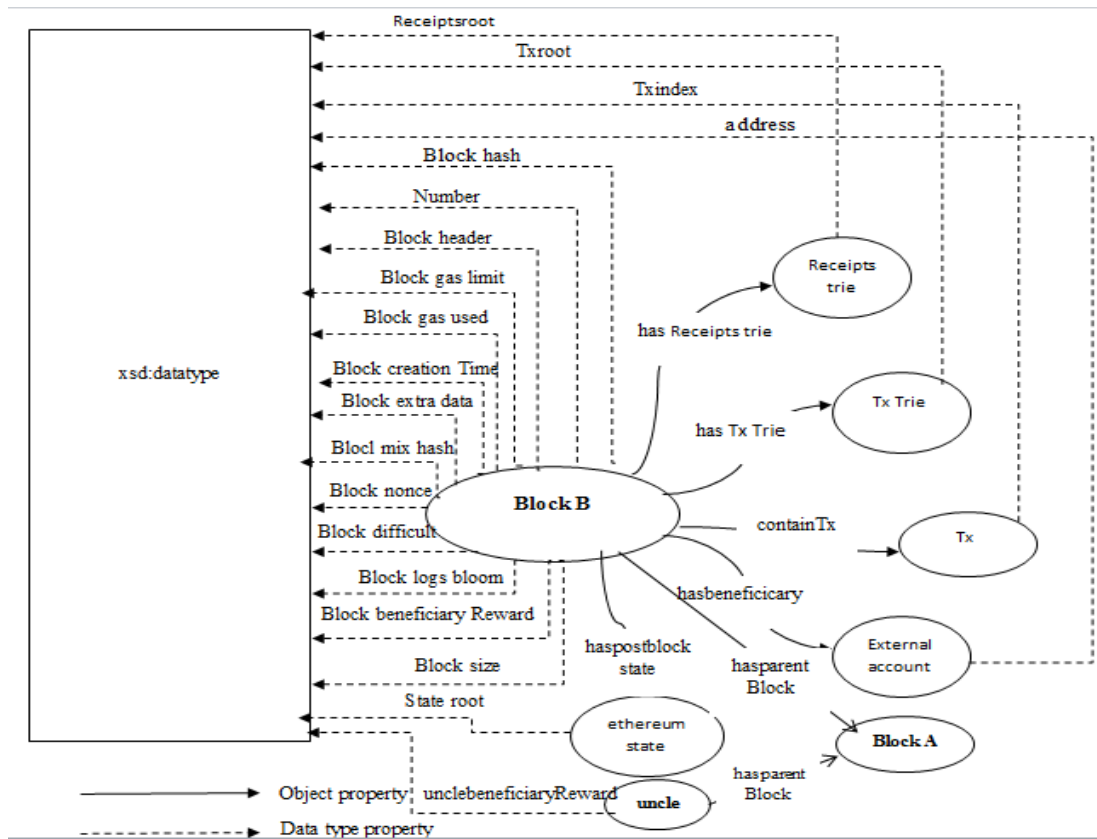 Receiptsroot
Txroot
Txindex
address
Block hash
Number
Block header
Block gas limit
Block gas used
Block creation Time
Block extra data
Blocl mix hash
Block nonce
Block difficult
Block logs bloom
Block beneficiary Reward
Block size
State root
unclebeneficiaryReward
xsd:datatype
Block B
has Receipts trie
has Tx Trie
containTx
hasbeneficicary
haspostblock
state
hasparent
Block
hasparent
Block
Receipts
trie
Tx Trie
Tx
External
account
Block A
ethereum
state
uncle
Object property
Data type property